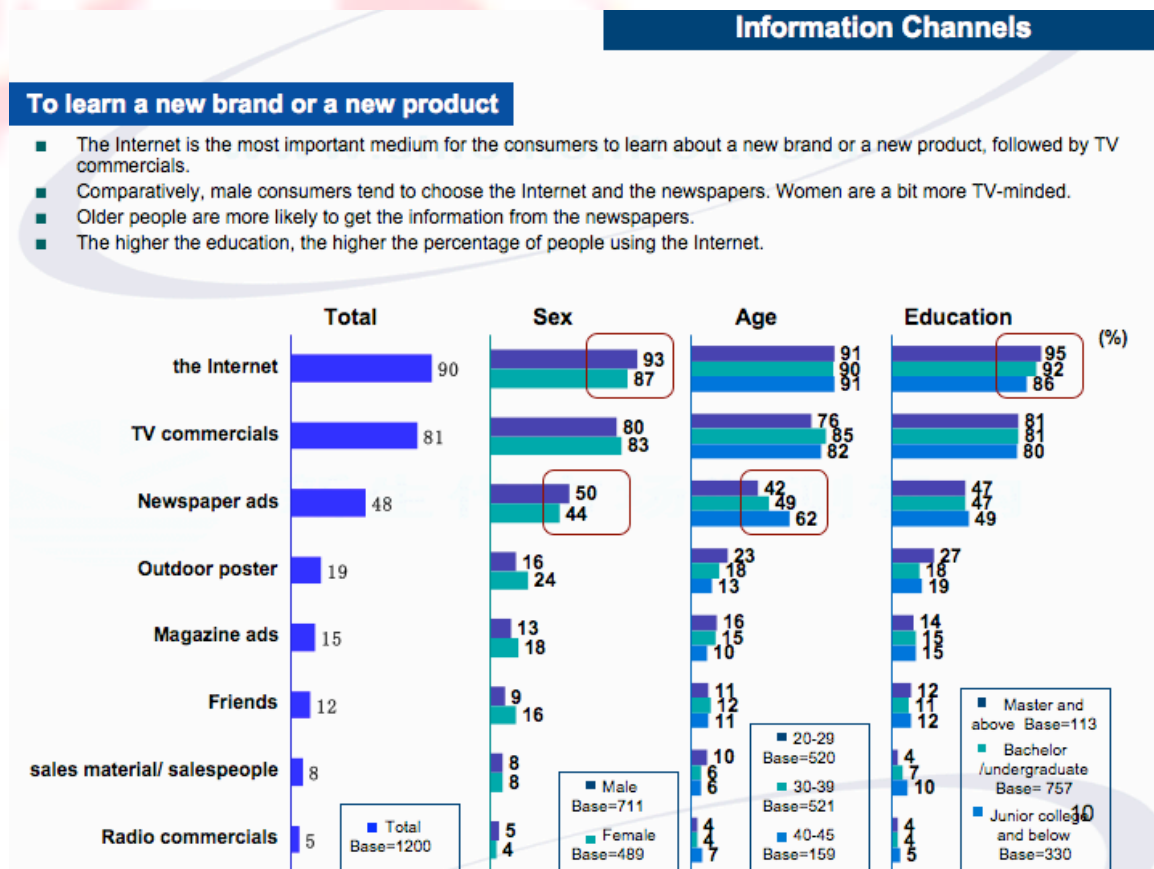 Information Channels
To learn a new brand or a new product
The Internet is the most important medium for the consumers to learn about a new brand or a new product, followed by TV
commercials.
Comparatively, male consumers tend to choose the Internet and the newspapers. Women are a bit more TV-minded.
Older people are more likely to get the information from the newspapers.
The higher the education, the higher the percentage of people using the Internet.
Total Sex Age Education
(%)
the Internet 90 93 87 91 90 91 95 92 86
TV commercials 81 80 83 76 85 82 81 81 80
Newspaper ads 48 50 44 42 49 62 47 47 49
Outdoor poster 19 16 24 23 18 13 27 18 19
Magazine ads 15 13 18 16 15 10 14 15 15
Friends 12 9 16 11 12 11 12 11 12
sales material/ salespeople 8 8 8 10 6 6 4 7 10
Radio commercials 5 5 4 4 4 7 4 4 5
Total
Base=1200
Male
Base=711
Female
Base=489
20-29
Base=520
30-39
Base=521
40-45
Base=159
Master and
above Base=113
Bachelor
/undergraduate
Base= 757
Junior college
and below
Base=330
10